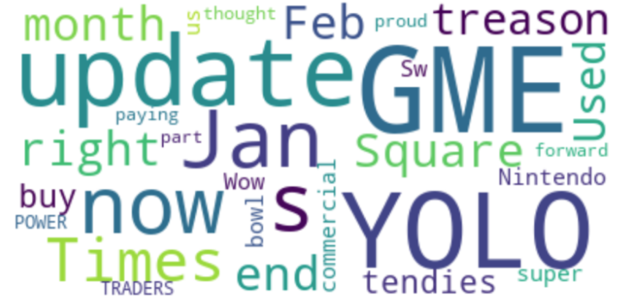 month us thought Feb proud treason
update GME Sw Used
paying
right part Jan Square forward
buy now Wow s YOLO Nintendo
POWER bowl commercial
Times end tendies super
TRADERS